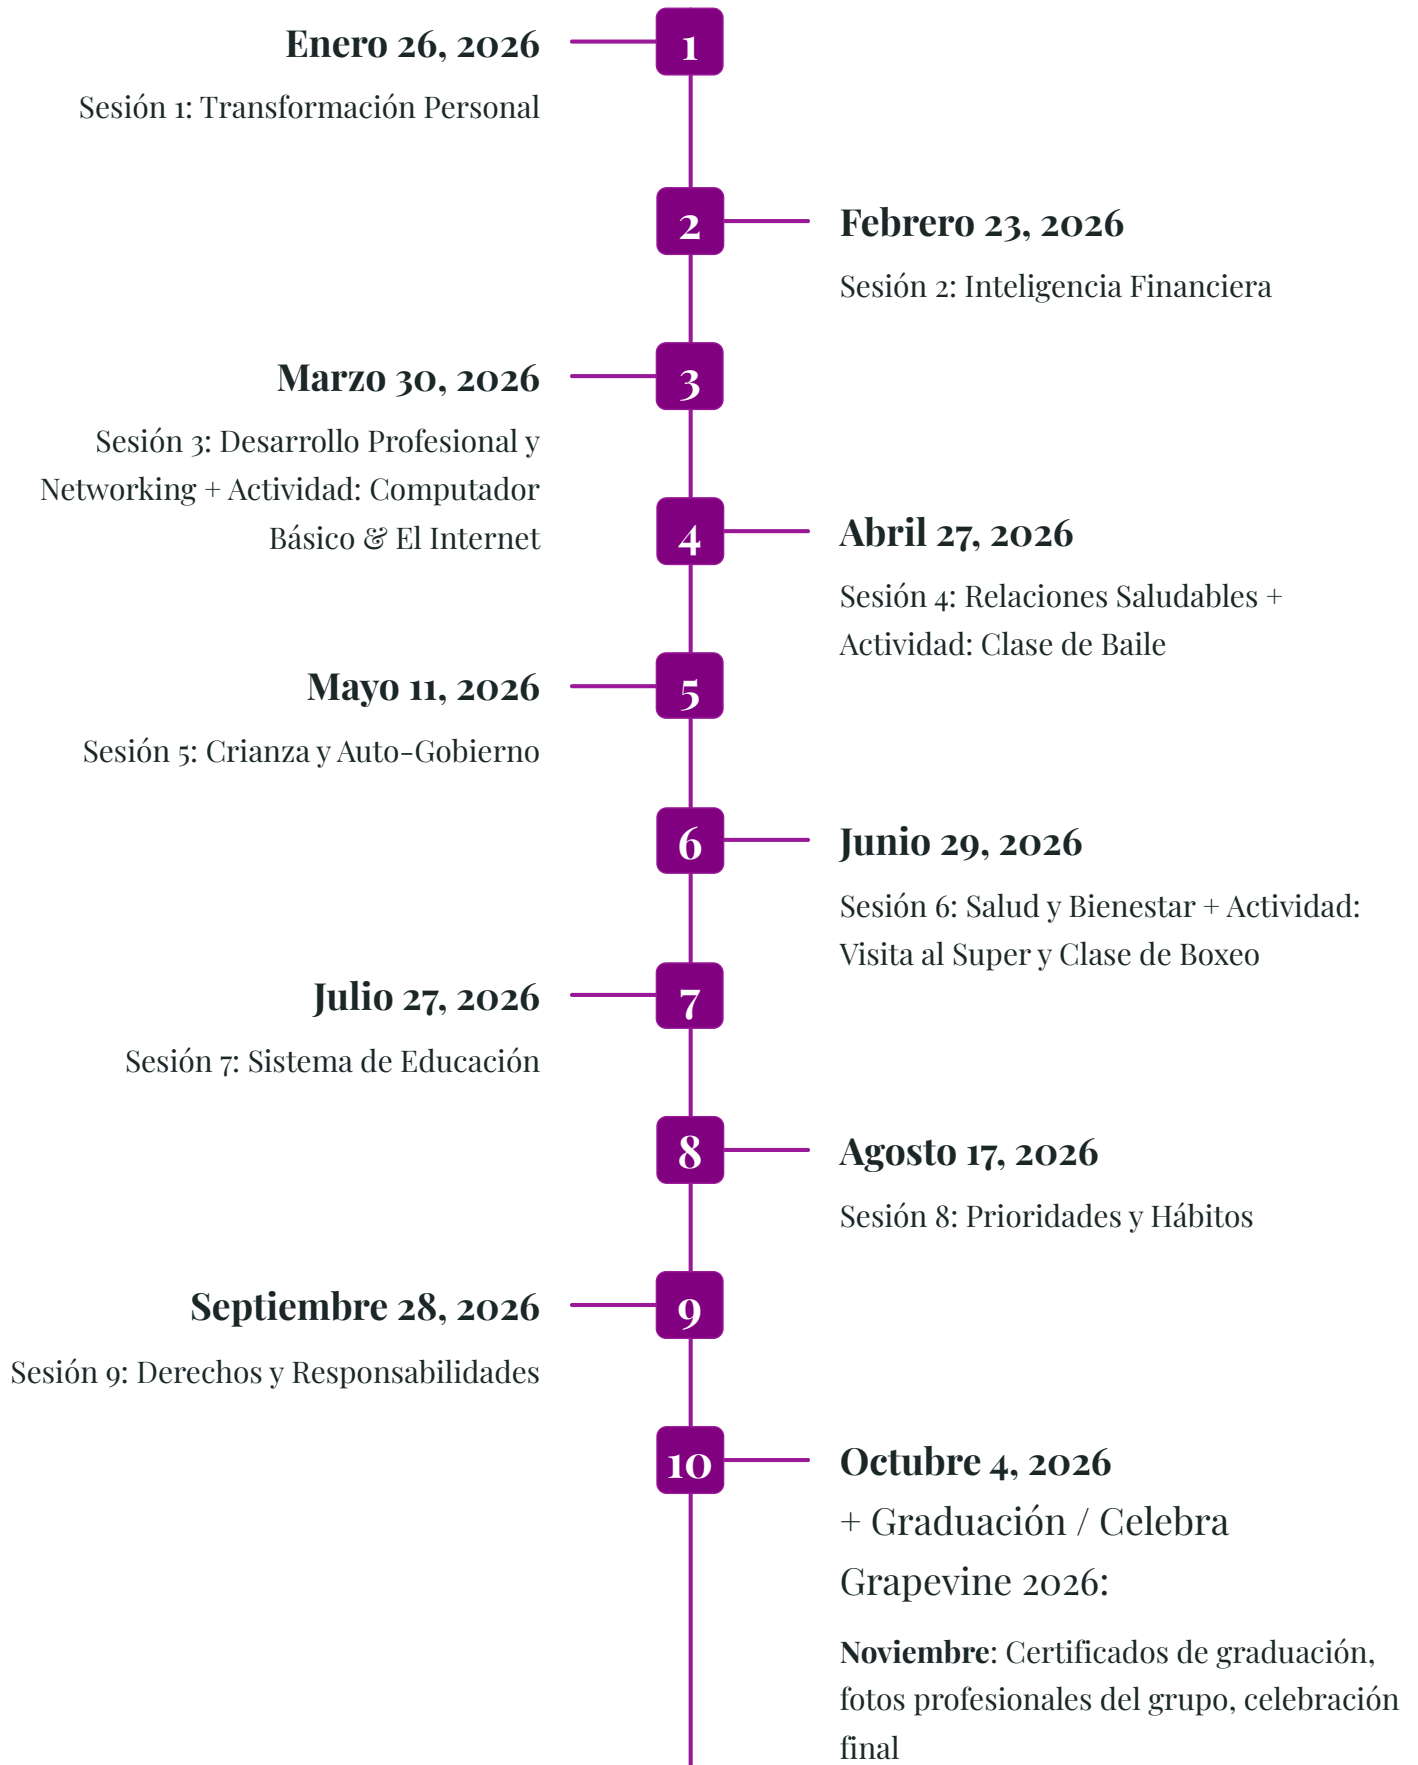 1
Enero 26, 2026
Sesión 1: Transformación Personal
2
Febrero 23, 2026
Sesión 2: Inteligencia Financiera
3
Marzo 30, 2026
Sesión 3: Desarrollo Profesional y
Networking + Actividad: Computador
Básico & El Internet
4
Abril 27, 2026
Sesión 4: Relaciones Saludables +
Actividad: Clase de Baile
5
Mayo 11, 2026
Sesión 5: Crianza y Auto-Gobierno
6
Junio 29, 2026
Sesión 6: Salud y Bienestar + Actividad:
Visita al Super y Clase de Boxeo
7
Julio 27, 2026
Sesión 7: Sistema de Educación
8
Agosto 17, 2026
Sesión 8: Prioridades y Hábitos
9
Septiembre 28, 2026
Sesión 9: Derechos y Responsabilidades
10
Octubre 4, 2026
+ Graduación / Celebra
Grapevine 2026:
Noviembre: Certificados de graduación,
fotos profesionales del grupo, celebración
final